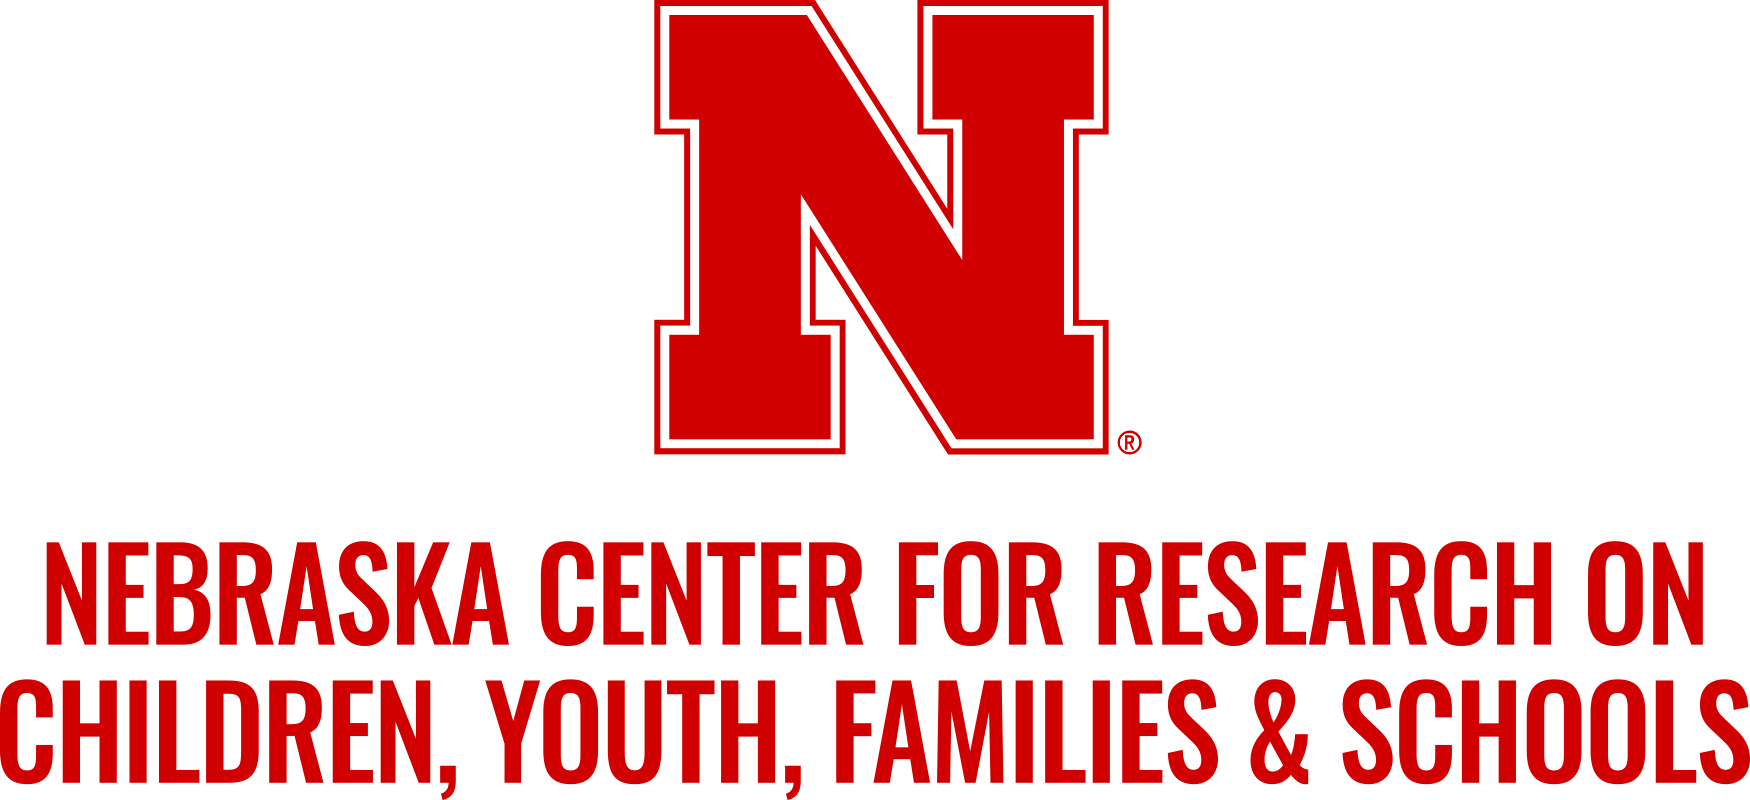 N®
NEBRASKA CENTER FOR RESEARCH ON
CHILDREN, YOUTH, FAMILIES & SCHOOLS